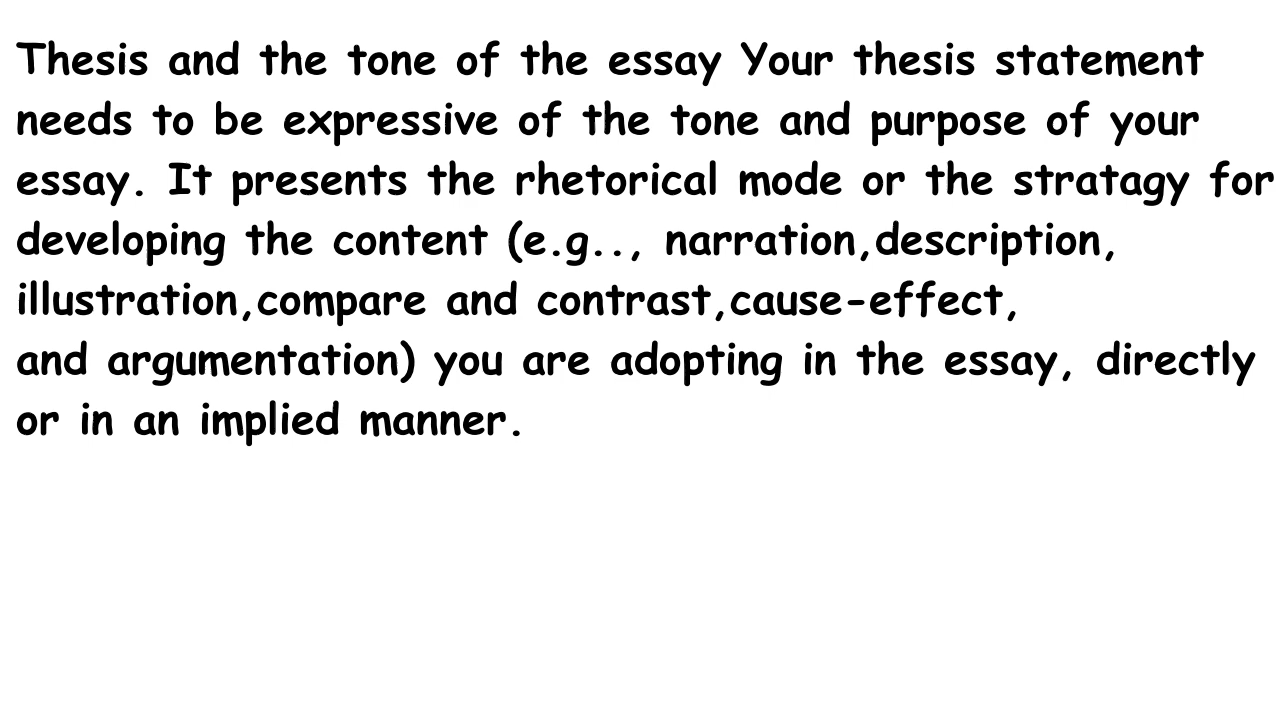 Thesis and the tone of the essay Your thesis statement
needs to be expressive of the tone and purpose of your
essay. It presents the rhetorical mode or the stratagy for
developing the content (e.g.., narration,description,
illustration,compare and contrast,cause-effect,
and argumentation) you are adopting in the essay, directly
or in an implied manner.